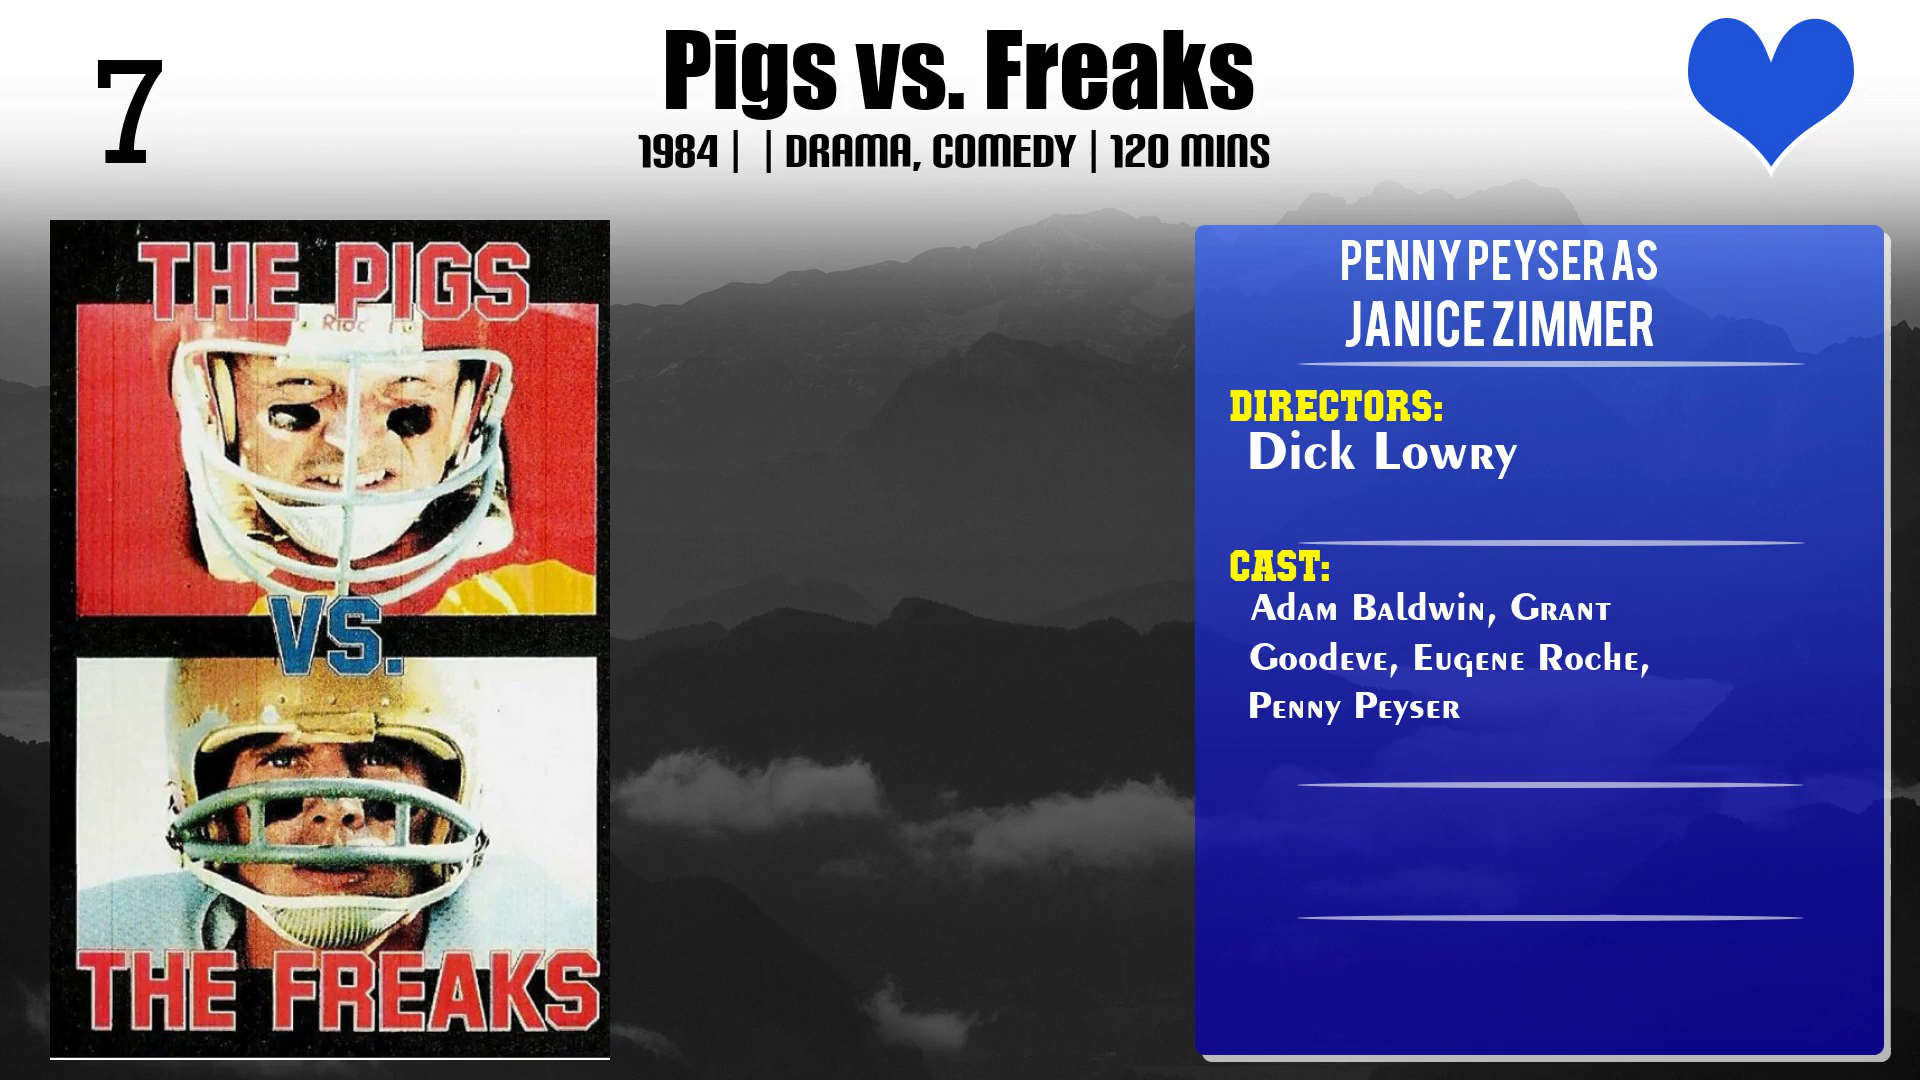 7
Pigs vs. Freaks
1984 | | DRAMA, COMEDY | 120 MINS
THE PIGS
VS.
THE FREAKS
PENNY PEYSER AS
JANICE ZIMMER
DIRECTORS:
Dick Lowry
CAST:
Adam Baldwin, Grant
Goodeve, Eugene Roche,
Penny Peyser